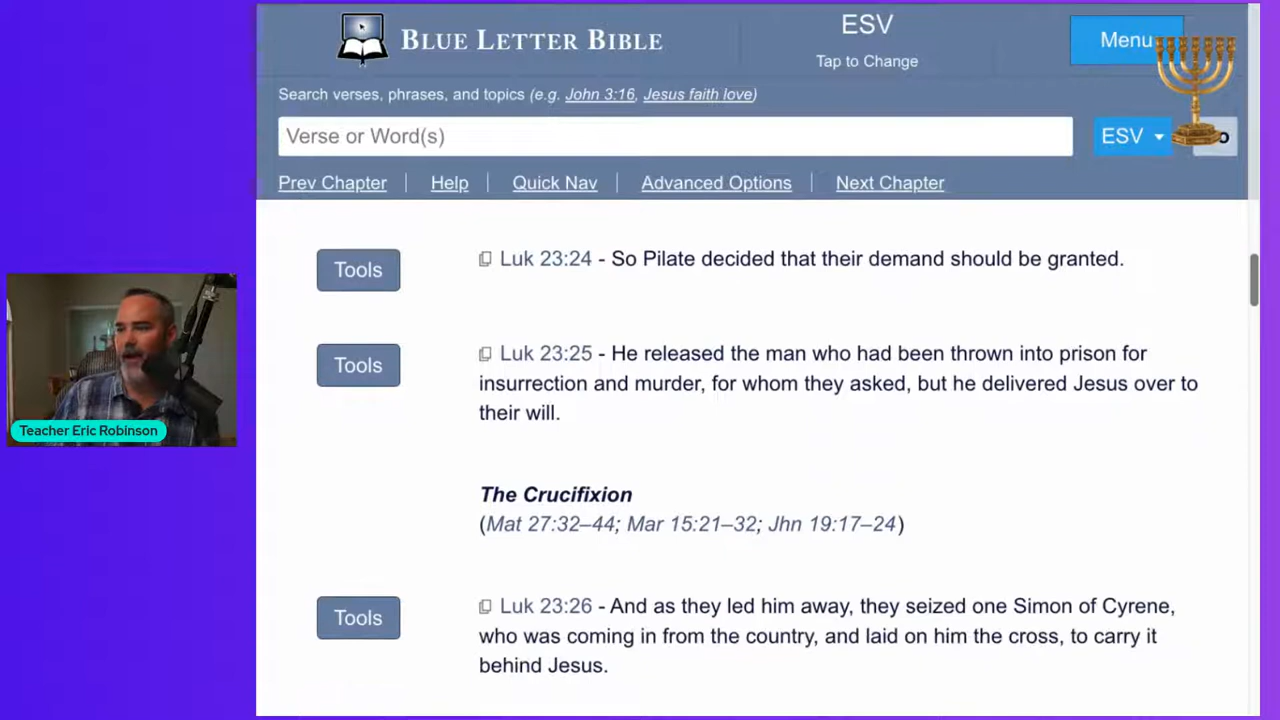 BLUE LETTER BIBLE
ESV
Tap to Change
Menu
Search verses, phrases, and topics (e.g. John 3:16, Jesus faith love)
Verse or Word(s)
ESV
Prev Chapter
Help
Quick Nav
Advanced Options
Next Chapter
Tools
Luk 23:24 - So Pilate decided that their demand should be granted.
Tools
Luk 23:25 - He released the man who had been thrown into prison for
insurrection and murder, for whom they asked, but he delivered Jesus over to
their will.
Teacher Eric Robinson
The Crucifixion
(Mat 27:32–44; Mar 15:21–32; Jhn 19:17–24)
Tools
Luk 23:26 - And as they led him away, they seized one Simon of Cyrene,
who was coming in from the country, and laid on him the cross, to carry it
behind Jesus.